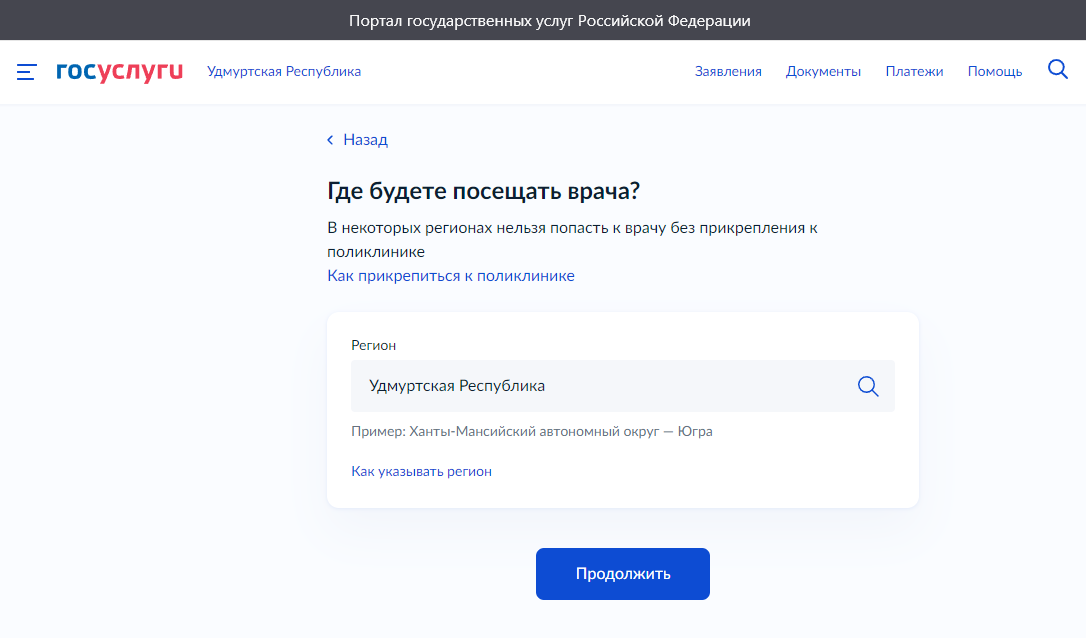 Портал государственных услуг Российской Федерации
госуслуги Удмуртская Республика Заявления Документы Платежи Помощь
Назад
Где будете посещать врача?
В некоторых регионах нельзя попасть к врачу без прикрепления к
поликлинике
Как прикрепиться к поликлинике
Регион
Удмуртская Республика
Пример: Ханты-Мансийский автономный округ — Югра
Как указывать регион
Продолжить